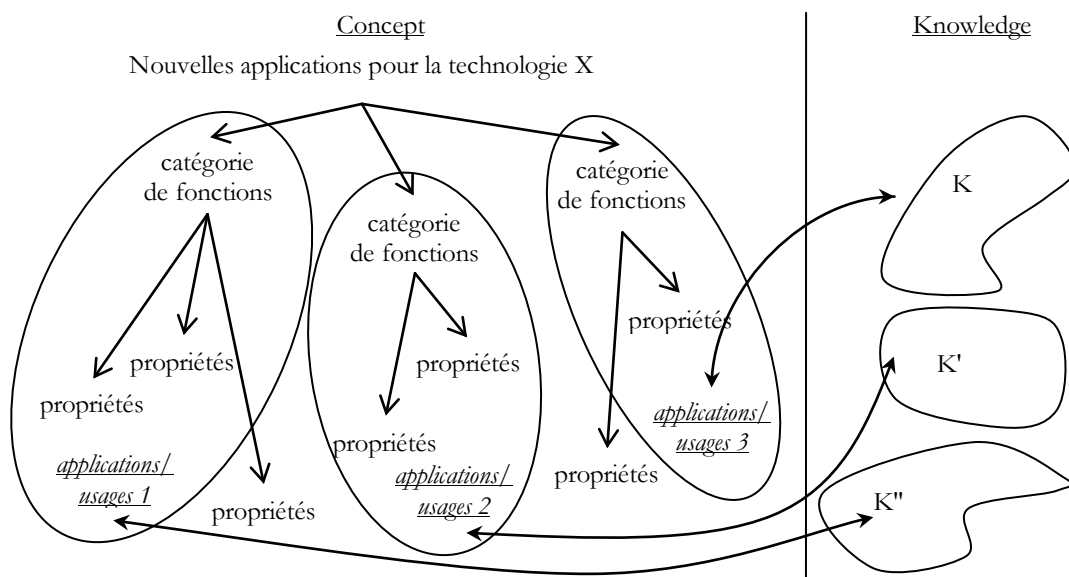 Concept
Knowledge
Nouvelles applications pour la technologie X
catégorie
de fonctions
propriétés
propriétés
propriétés
applications/
usages 1
catégorie
de fonctions
propriétés
propriétés
applications/
usages 2
catégorie
de fonctions
propriétés
propriétés
applications/
usages 3
K
K'
K"